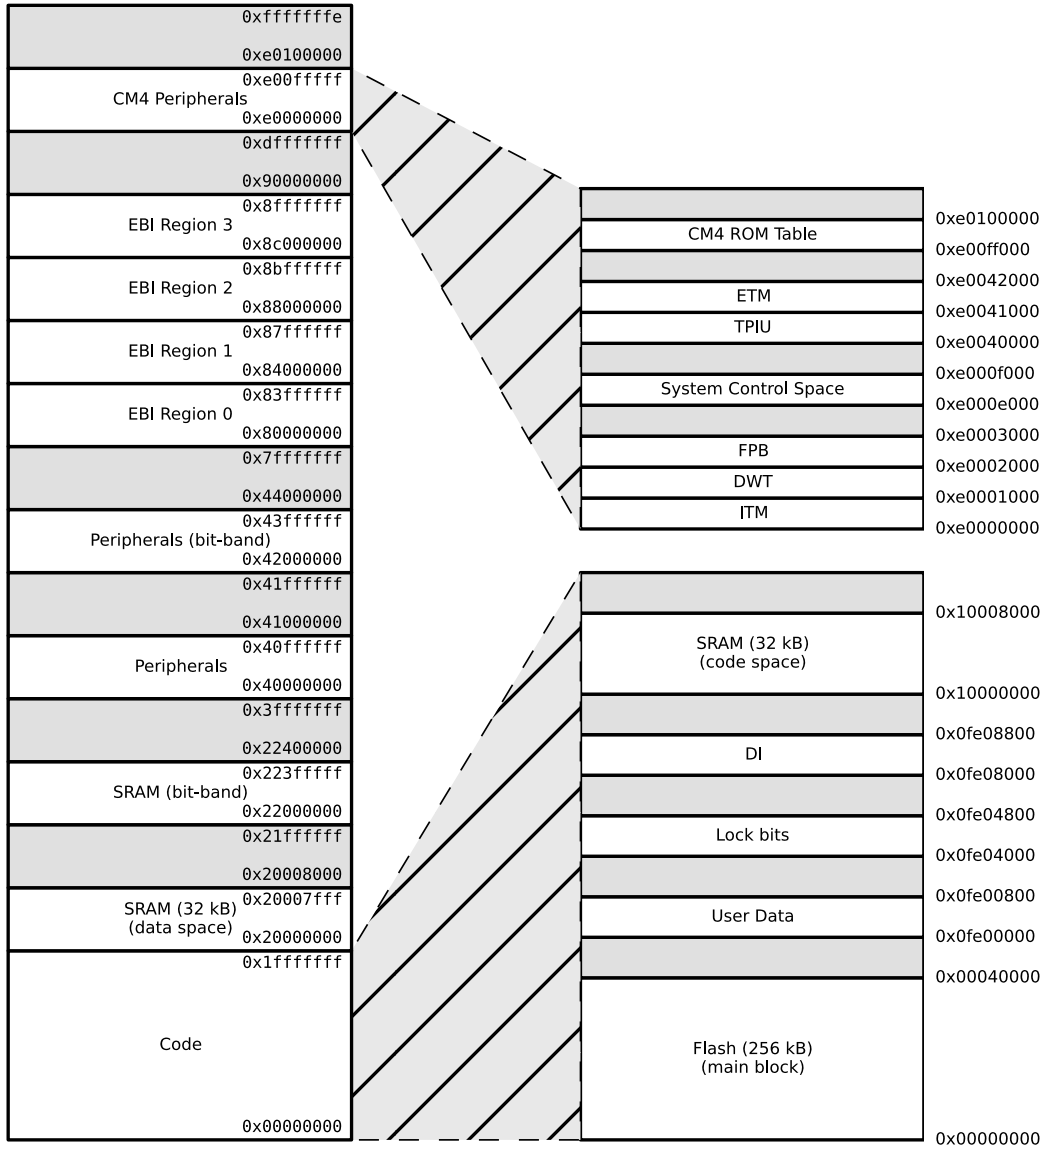 0xfffffffe
0xe0100000
0xe00fffff
CM4 Peripherals
0xe0000000
0xdfffffff
0x90000000
0x8fffffff
EBI Region 3
0x8c000000
0x8bffffff
EBI Region 2
0x88000000
0x87ffffff
EBI Region 1
0x84000000
0x83ffffff
EBI Region 0
0x80000000
0x7fffffff
0x44000000
0x43ffffff
Peripherals (bit-band)
0x42000000
0x41ffffff
0x41000000
0x40ffffff
Peripherals
0x40000000
0x3fffffff
0x22400000
0x223fffff
SRAM (bit-band)
0x22000000
0x21ffffff
0x20008000
0x20007fff
SRAM (32 kB)
(data space)
0x20000000
0x1fffffff
Code
0x00000000
0xe0100000
CM4 ROM Table
0xe00ff000
0xe0042000
ETM
0xe0041000
TPIU
0xe0040000
0xe000f000
System Control Space
0xe000e000
0xe0003000
FPB
0xe0002000
DWT
0xe0001000
ITM
0xe0000000
0x10008000
SRAM (32 kB)
(code space)
0x10000000
0x0fe08800
DI
0x0fe08000
0x0fe04800
Lock bits
0x0fe04000
0x0fe00800
User Data
0x0fe00000
0x00040000
Flash (256 kB)
(main block)
0x00000000